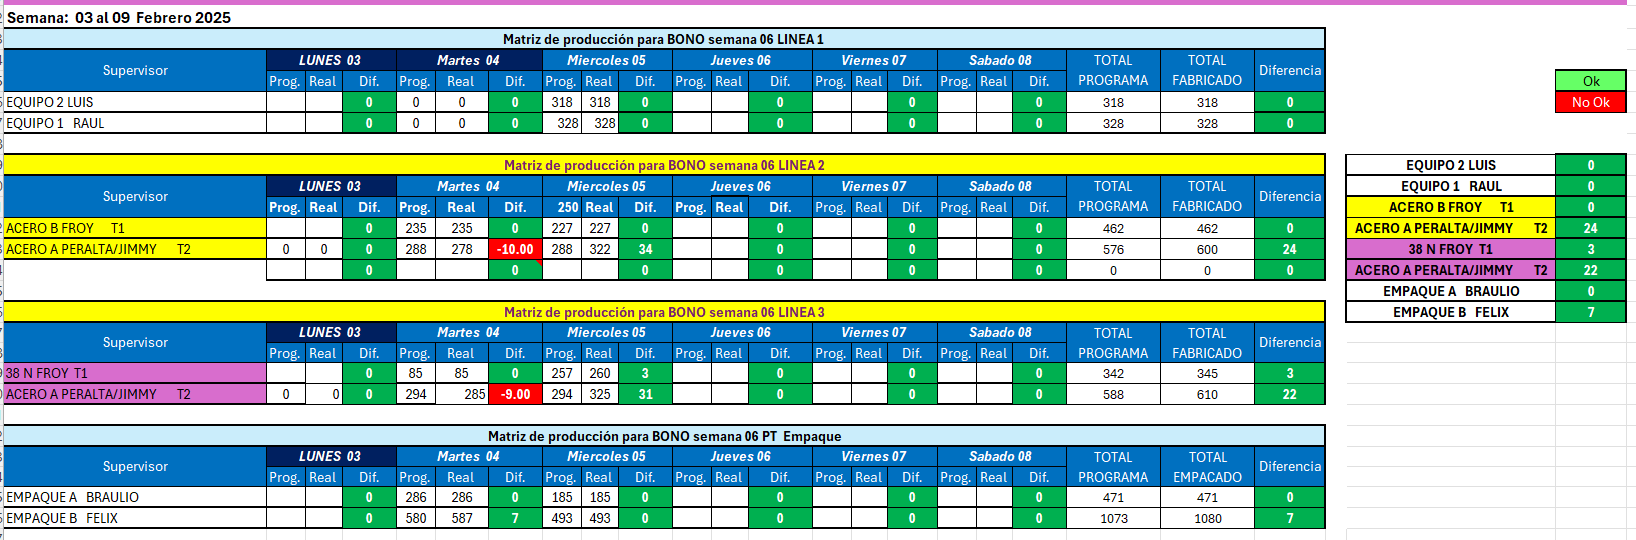 Semana: 03 al 09 Febrero 2025
Matriz de producción para BONO semana 06 LINEA 1
Supervisor LUNES 03 Martes 04 Miercoles 05 Jueves 06 Viernes 07 Sabado 08 TOTAL PROGRAMA TOTAL FABRICADO Diferencia
Prog. Real Dif. Prog. Real Dif. Prog. Real Dif. Prog. Real Dif. Prog. Real Dif. Prog. Real Dif.
Ok
EQUIPO 2 LUIS 0 0 0 0 318 318 0 0 0 0 318 318 0
No Ok
EQUIPO 1 RAUL 0 0 0 0 328 328 0 0 0 0 328 328 0
Matriz de producción para BONO semana 06 LINEA 2
Supervisor LUNES 03 Martes 04 Miercoles 05 Jueves 06 Viernes 07 Sabado 08 TOTAL PROGRAMA TOTAL FABRICADO Diferencia
Prog. Real Dif. Prog. Real Dif. 250 Real Dif. Prog. Real Dif. Prog. Real Dif. Prog. Real Dif.
ACERO B FROY T1 0 235 235 0 227 227 0 0 0 0 462 462 0
ACERO A PERALTA/JIMMY T2 0 0 0 288 278 -10.00 288 322 34 0 0 0 576 600 24
0 0 0 0 0 0 0 0 0
EQUIPO 2 LUIS 0
EQUIPO 1 RAUL 0
ACERO B FROY T1 0
ACERO A PERALTA/JIMMY T2 24
38 N FROY T1 3
ACERO A PERALTA/JIMMY T2 22
EMPAQUE A BRAULIO 0
EMPAQUE B FELIX 7
Matriz de producción para BONO semana 06 LINEA 3
Supervisor LUNES 03 Martes 04 Miercoles 05 Jueves 06 Viernes 07 Sabado 08 TOTAL PROGRAMA TOTAL FABRICADO Diferencia
Prog. Real Dif. Prog. Real Dif. Prog. Real Dif. Prog. Real Dif. Prog. Real Dif. Prog. Real Dif.
38 N FROY T1 0 85 85 0 257 260 3 0 0 0 342 345 3
ACERO A PERALTA/JIMMY T2 0 0 0 294 285 -9.00 294 325 31 0 0 0 588 610 22
Matriz de producción para BONO semana 06 PT Empaque
Supervisor LUNES 03 Martes 04 Miercoles 05 Jueves 06 Viernes 07 Sabado 08 TOTAL PROGRAMA TOTAL EMPACADO Diferencia
Prog. Real Dif. Prog. Real Dif. Prog. Real Dif. Prog. Real Dif. Prog. Real Dif. Prog. Real Dif.
EMPAQUE A BRAULIO 0 286 286 0 185 185 0 0 0 0 471 471 0
EMPAQUE B FELIX 0 580 587 7 493 493 0 0 0 0 1073 1080 7